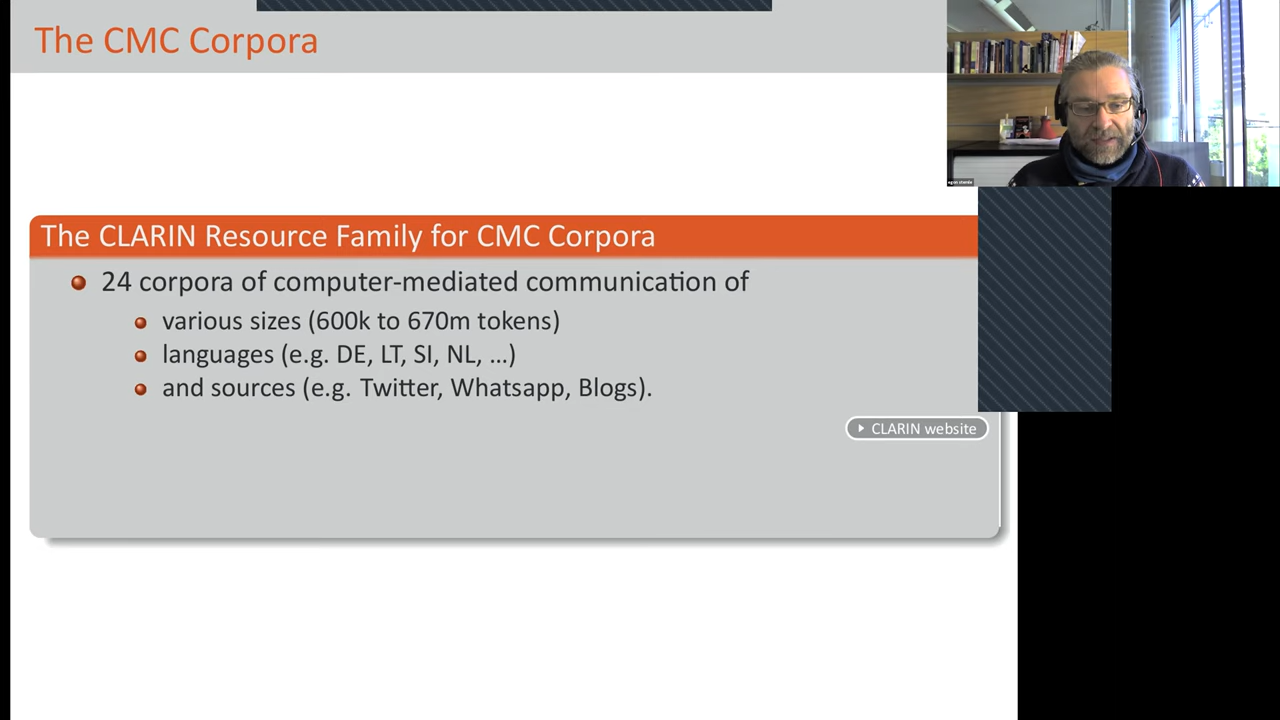 The CMC Corpora
The CLARIN Resource Family for CMC Corpora
24 corpora of computer-mediated communication of
various sizes (600k to 670m tokens)
languages (e.g. DE, LT, SI, NL, ...)
and sources (e.g. Twitter, Whatsapp, Blogs).
CLARIN website